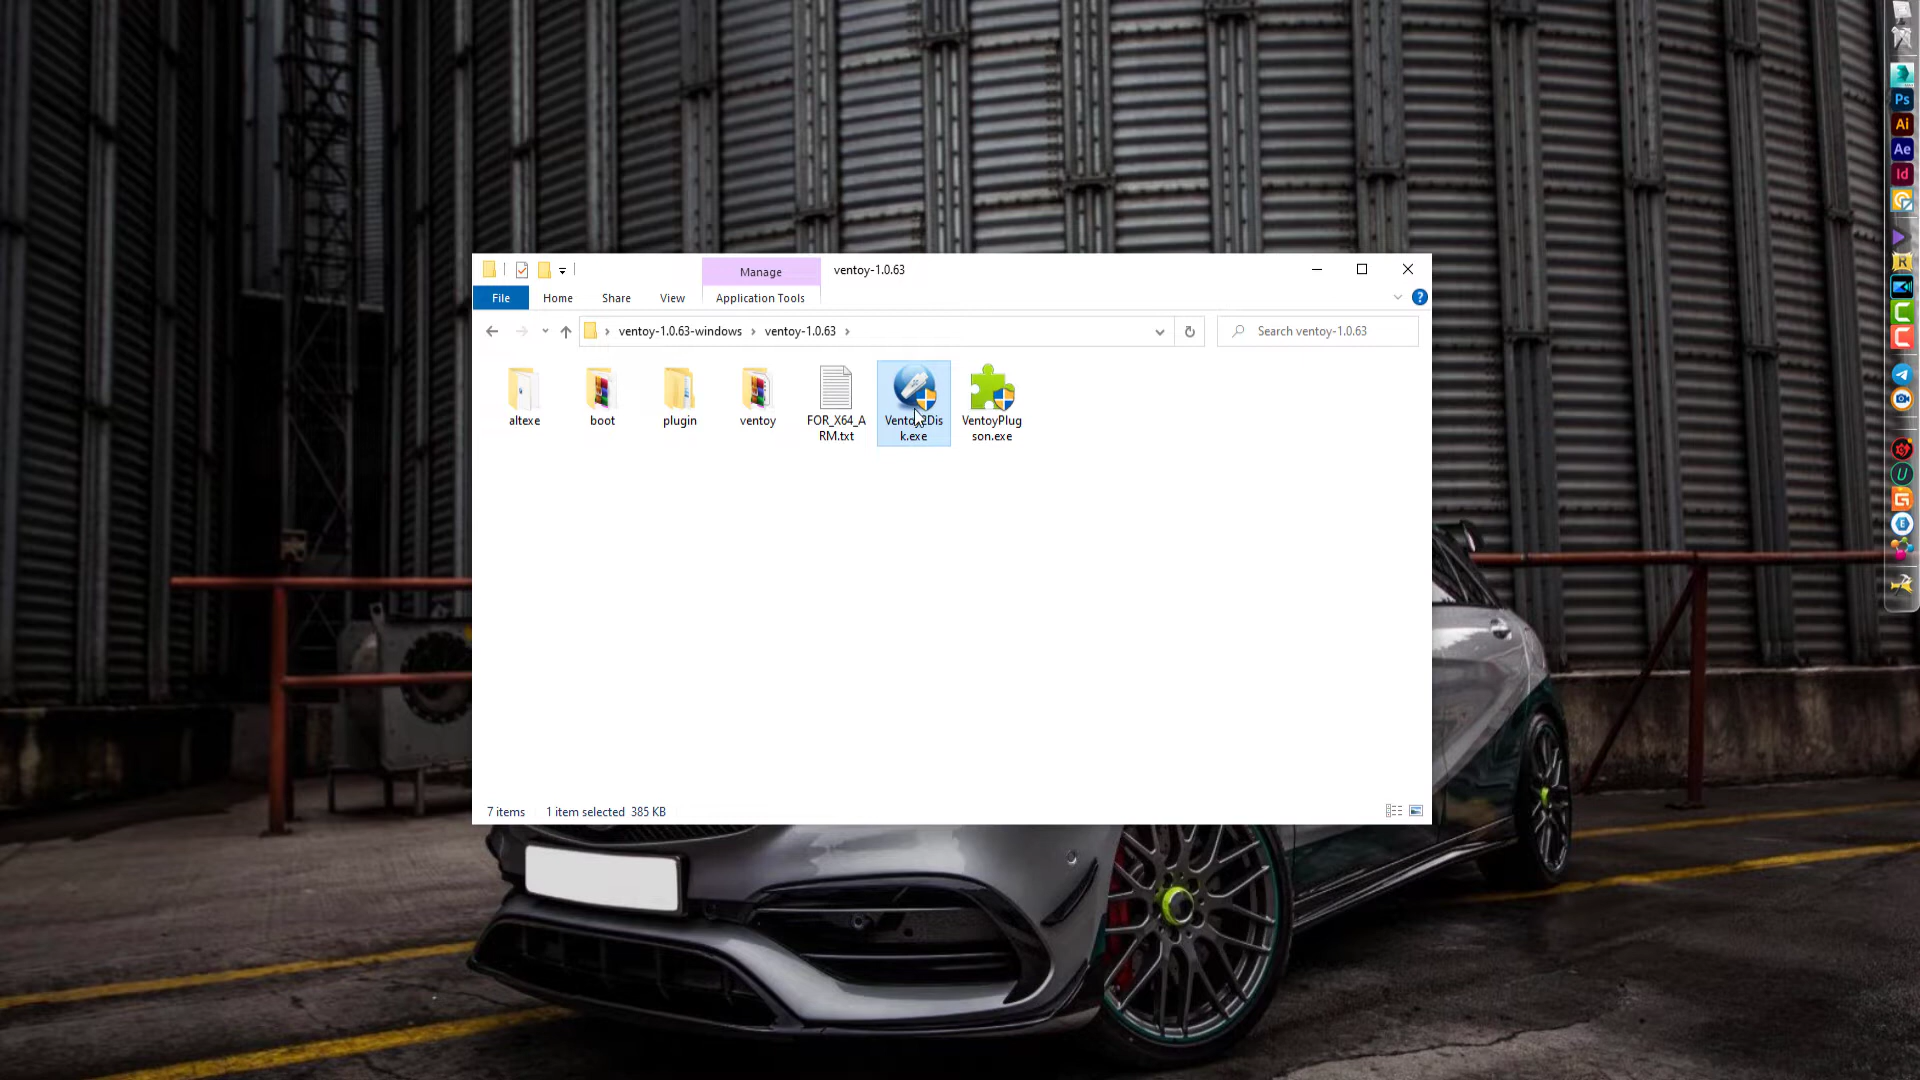 Manage
ventoy-1.0.63
File
Home
Share
View
Application Tools
?
ventoy-1.0.63-windows
ventoy-1.0.63
Search ventoy-1.0.63
altexe
boot
plugin
ventoy
FOR_X64_A
RM.txt
Ventoy2Dis
k.exe
VentoyPlug
son.exe
7 items
1 item selected 385 KB
Ps
Ai
Ae
Id
R